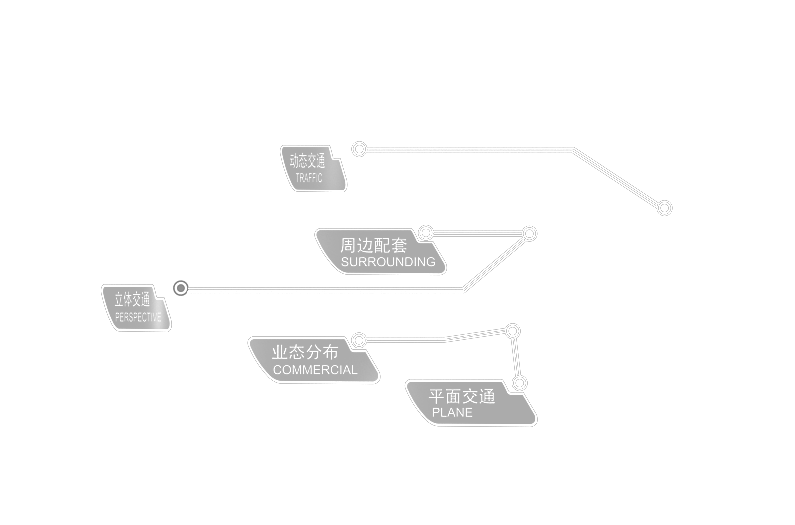 动态交通
TRAFFIC
周边配套
SURROUNDING
立体交通
PERSPECTIVE
业态分布
COMMERCIAL
平面交通
PLANE